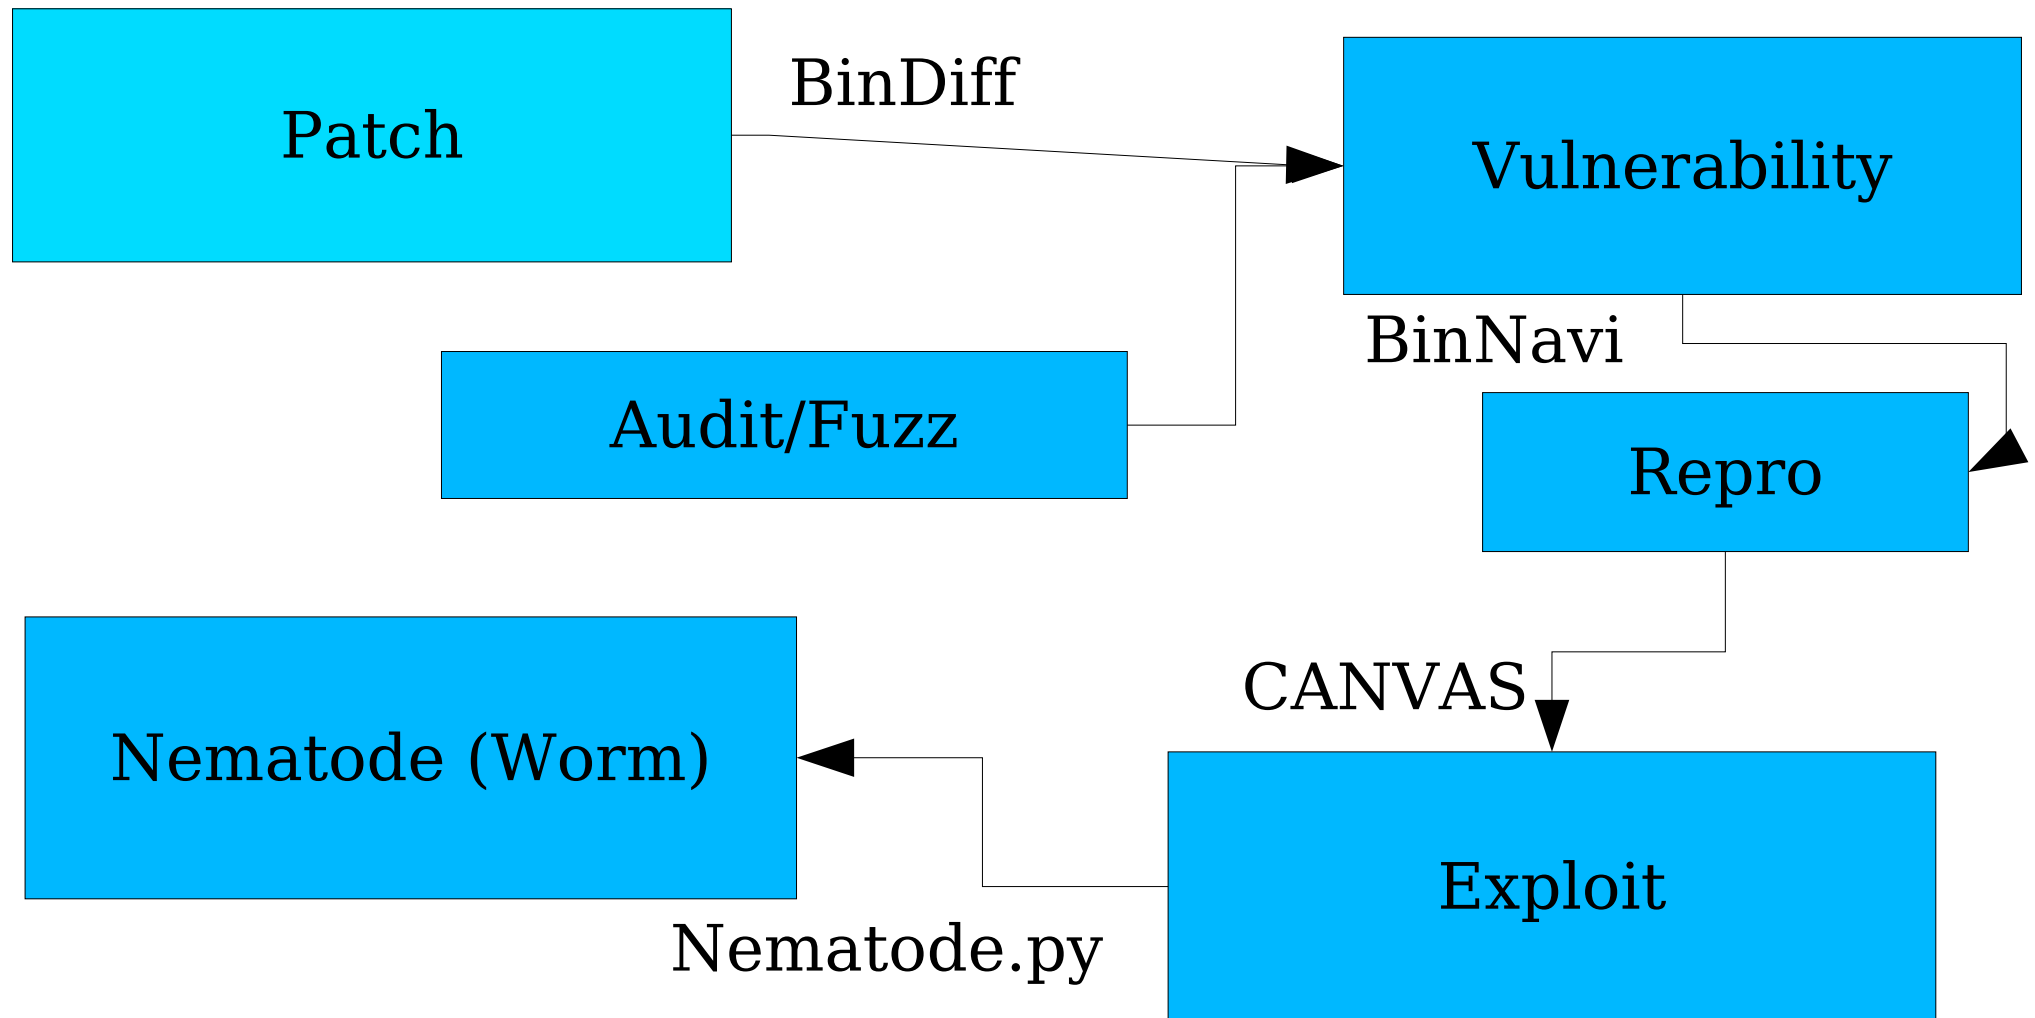 Patch
BinDiff
Vulnerability
BinNavi
Audit/Fuzz
Repro
CANVAS
Nematode (Worm)
Exploit
Nematode.py